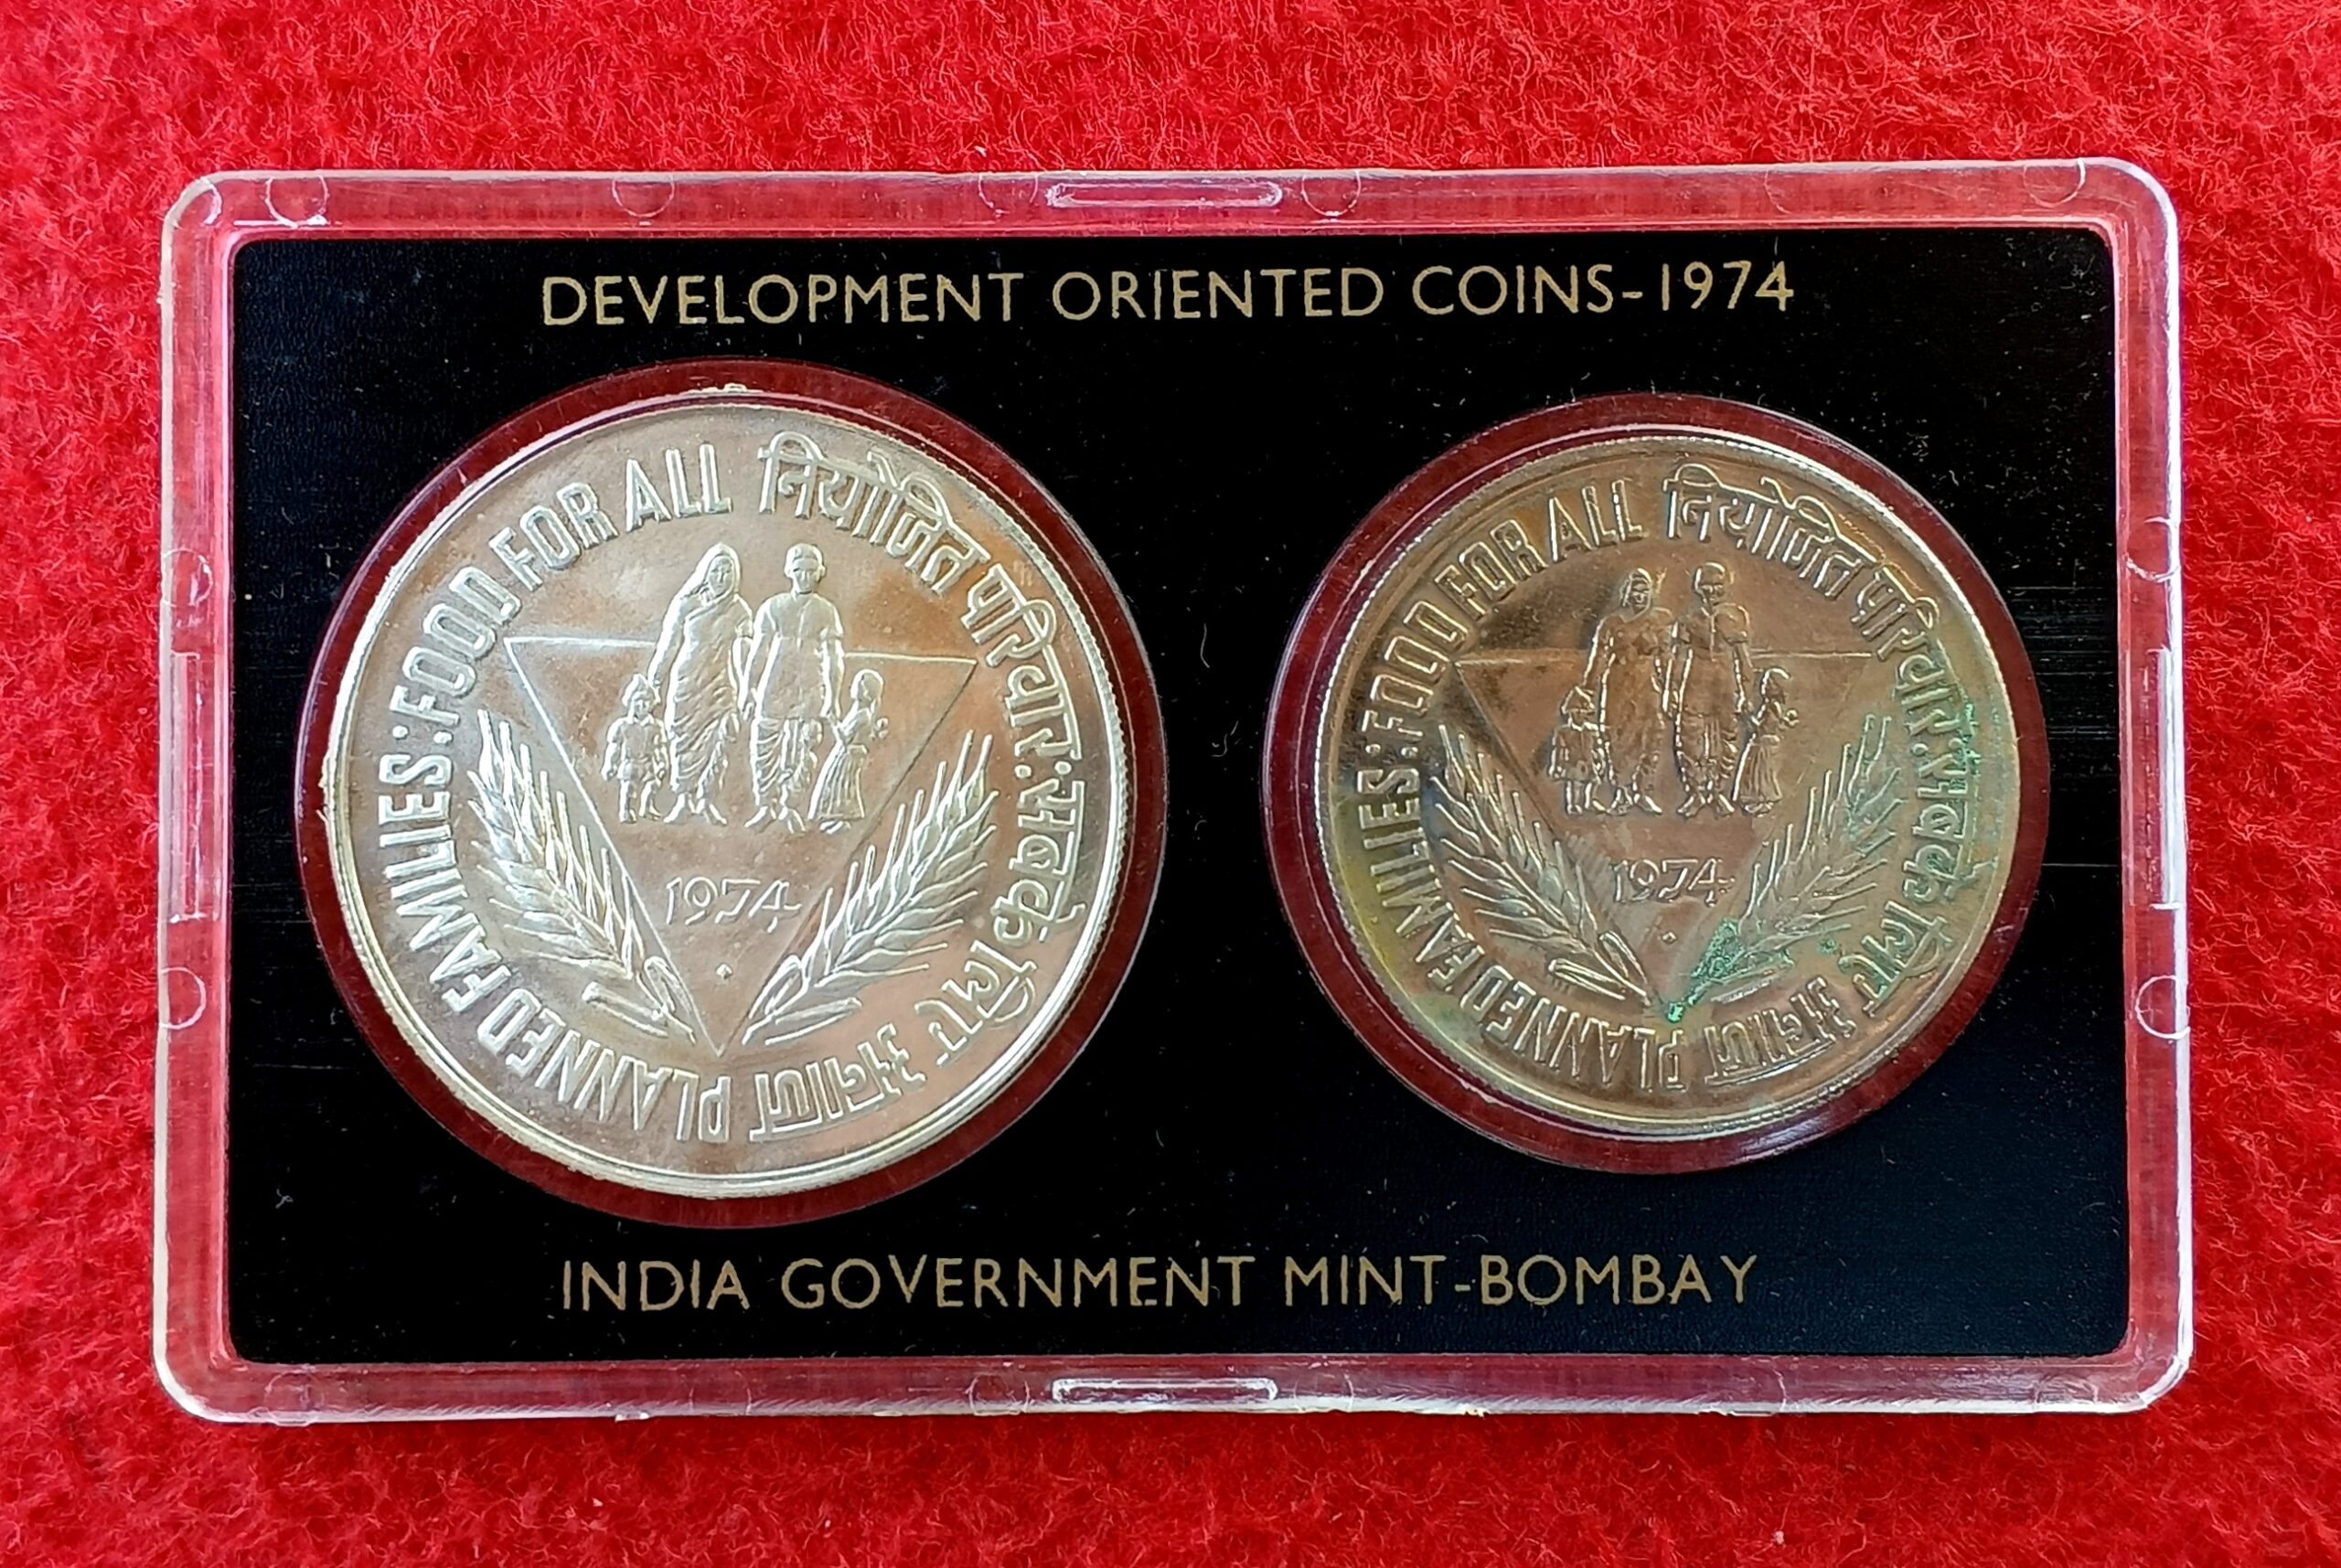 DEVELOPMENT ORIENTED COINS-1974
PLANNED FAMILIES: FOOD FOR ALL
नियोजित परिवार: सबके लिए अनाज
1974
PLANNED FAMILIES: FOOD FOR ALL
नियोजित परिवार: सबके लिए अनाज
1974
INDIA GOVERNMENT MINT-BOMBAY